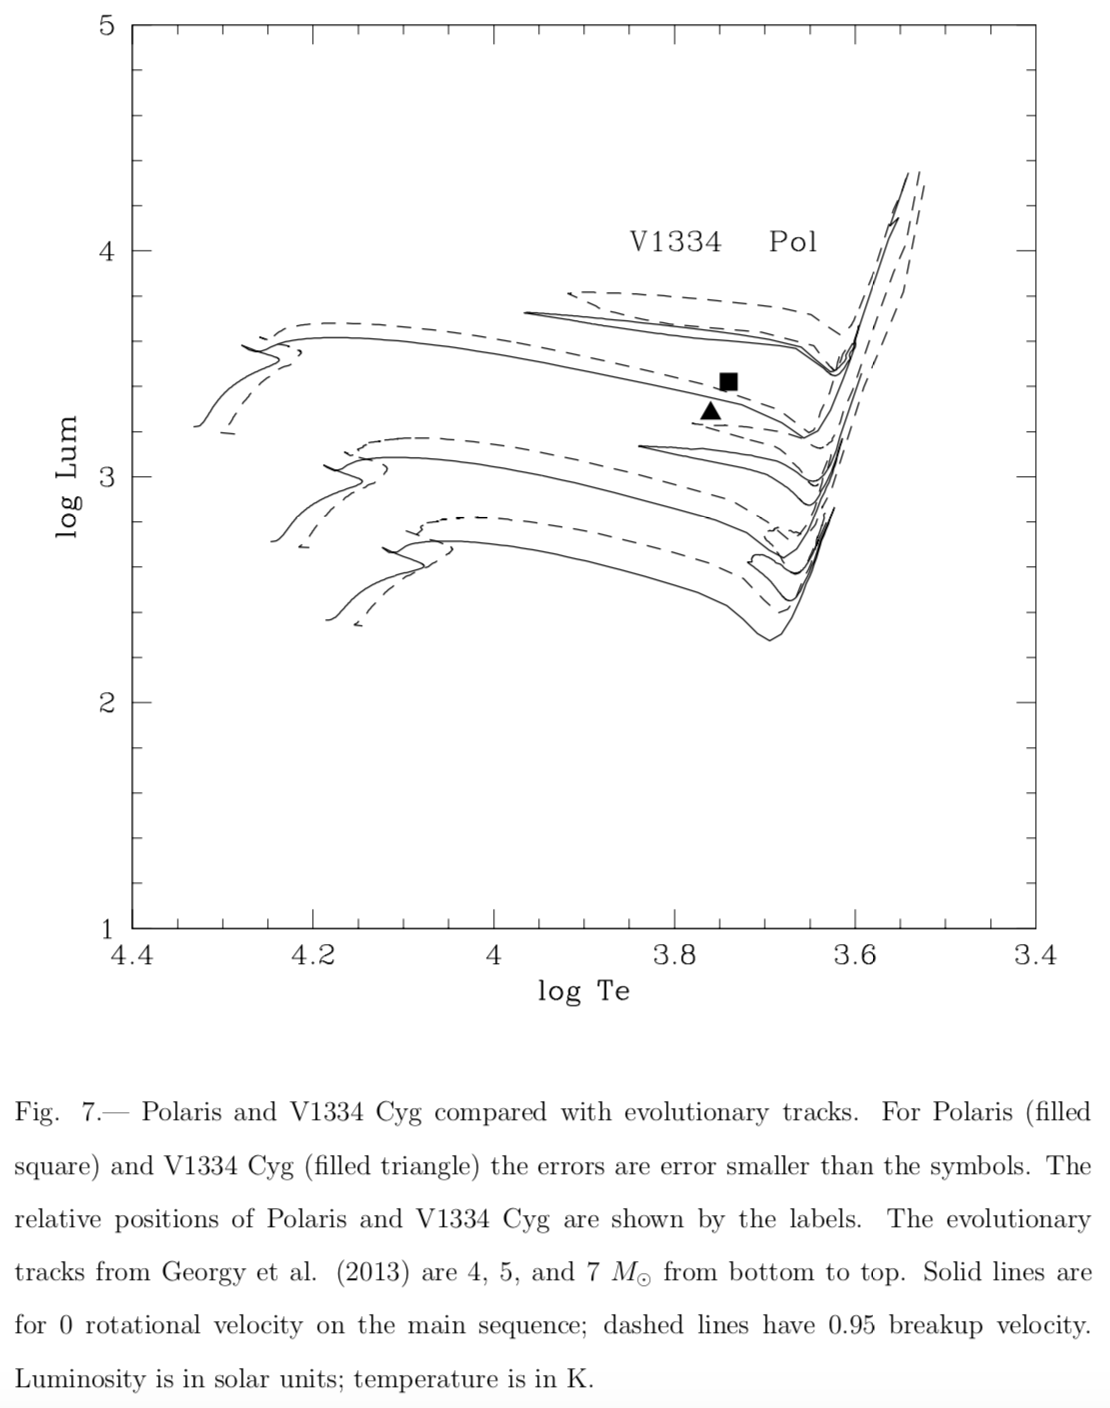 5
V1334 Pol
4
log Lum
3
2
1
4.4 4.2 4 3.8 3.6 3.4
log Te
Fig. 7.— Polaris and V1334 Cyg compared with evolutionary tracks. For Polaris (filled
square) and V1334 Cyg (filled triangle) the errors are error smaller than the symbols. The
relative positions of Polaris and V1334 Cyg are shown by the labels. The evolutionary
tracks from Georgy et al. (2013) are 4, 5, and 7 M⊙ from bottom to top. Solid lines are
for 0 rotational velocity on the main sequence; dashed lines have 0.95 breakup velocity.
Luminosity is in solar units; temperature is in K.